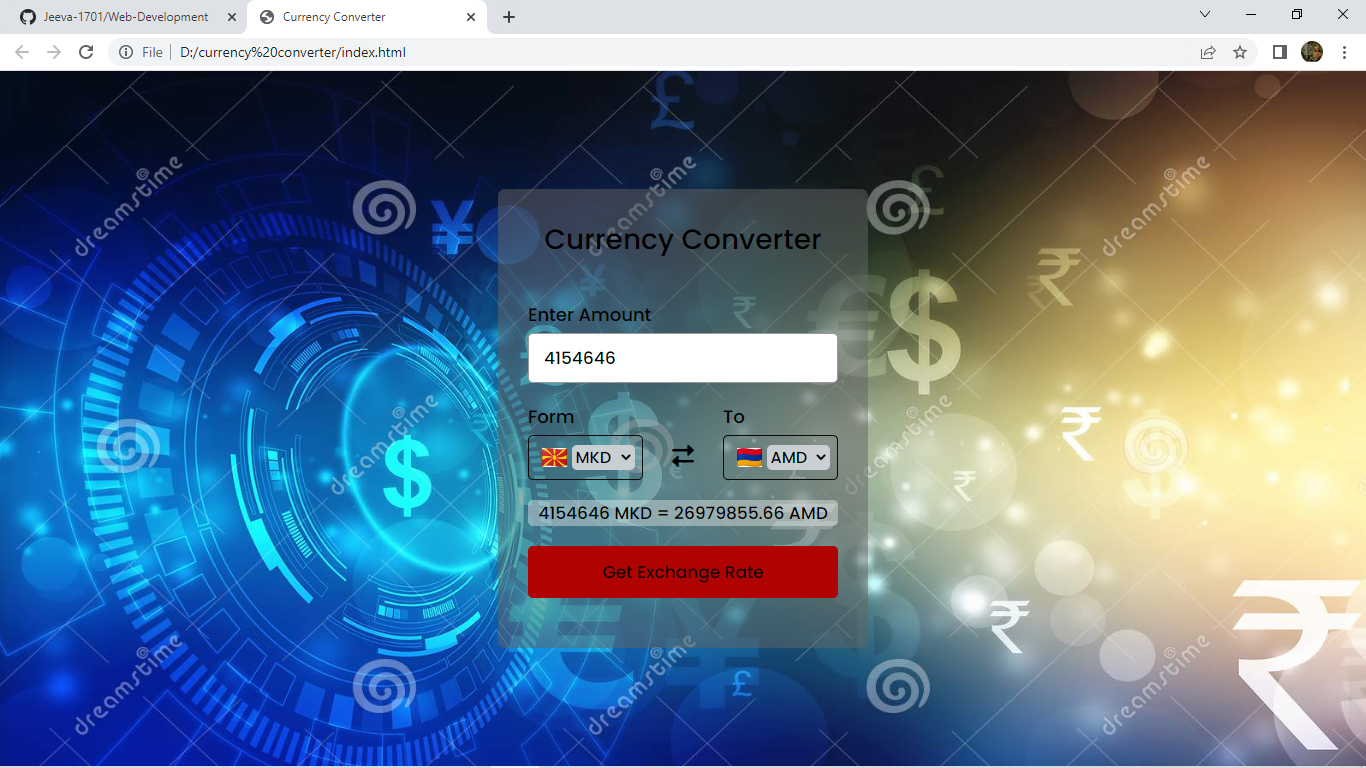 Jeeva-1701/Web-Development
Currency Converter
File
D:/currency%20converter/index.html
dreamstime
dreamstime
dreamstime
Currency Converter
Enter Amount
4154646
Form To
MKD AMD
dreamstime
dreamstime
4154646 MKD = 26979855.66 AMD
Get Exchange Rate
dreamstime
dreamstime
dreamstime